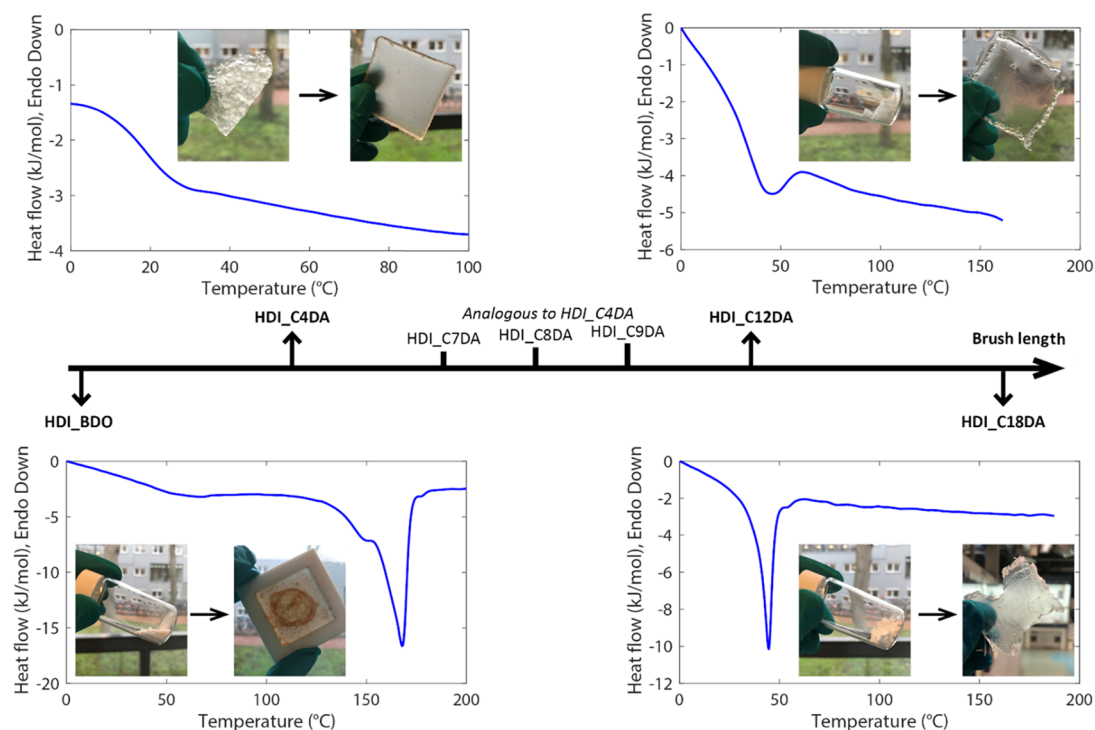 Heat flow (kJ/mol), Endo Down
0
-1
-2
-3
-4
0 20 40 60 80 100
Temperature (°C)
Heat flow (kJ/mol), Endo Down
0
-1
-2
-3
-4
-5
-6
0 50 100 150 200
Temperature (°C)
Analogous to HDI_C4DA
HDI_C4DA
HDI_C7DA
HDI_C8DA
HDI_C9DA
HDI_C12DA
Brush length
HDI_BDO
HDI_C18DA
Heat flow (kJ/mol), Endo Down
0
-5
-10
-15
-20
0 50 100 150 200
Temperature (°C)
Heat flow (kJ/mol), Endo Down
0
-2
-4
-6
-8
-10
-12
0 50 100 150 200
Temperature (°C)